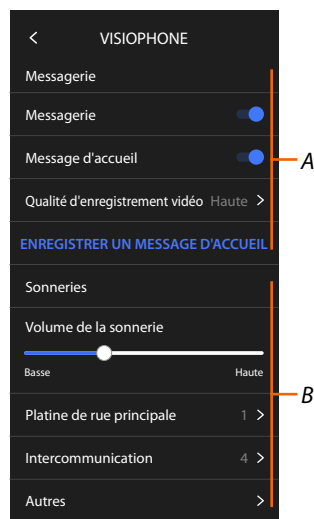 < VISIOPHONE
Messagerie
Messagerie
Message d'accueil
Qualité d'enregistrement vidéo Haute >
ENREGISTRER UN MESSAGE D'ACCUEIL
A
Sonneries
Volume de la sonnerie
Basse Haute
Platine de rue principale 1 >
Intercommunication 4 >
Autres >
B